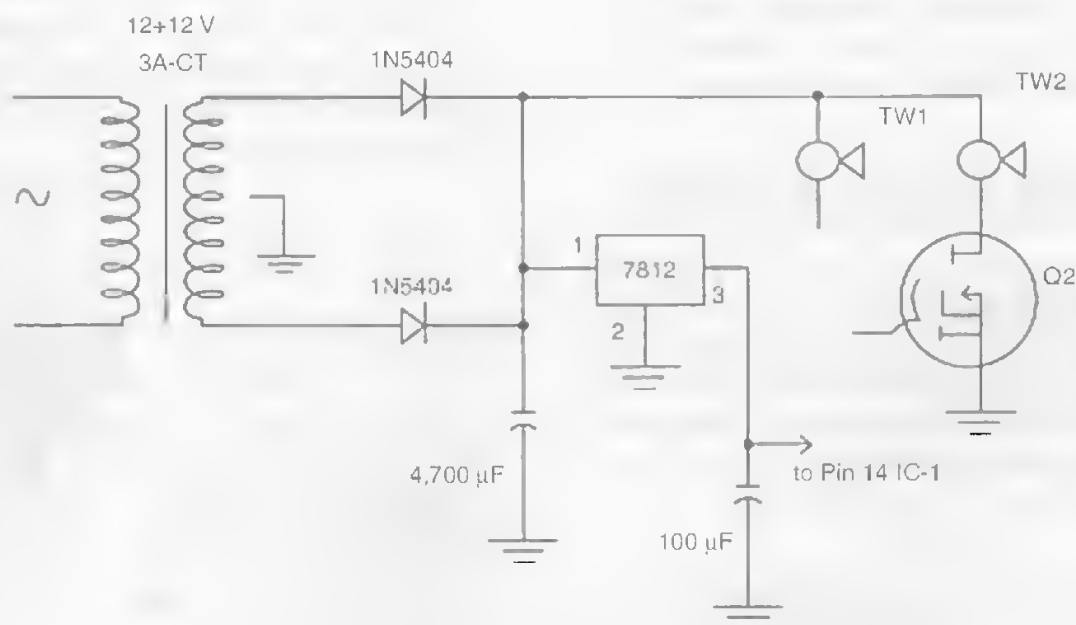 12+12 V
3A-CT
1N5404
TW2
TW1
1
7812
3
2
Q2
1N5404
4,700 µF
to Pin 14 IC-1
100 µF